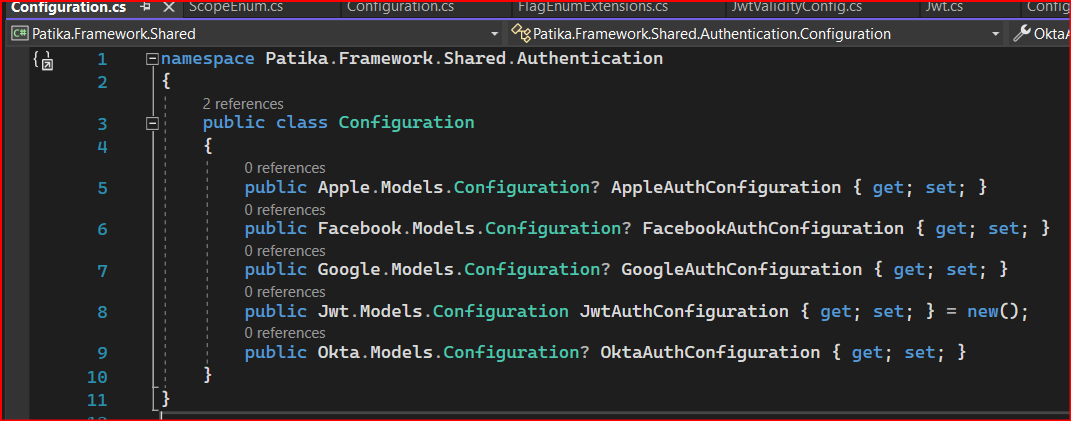 Configuration.cs ScopeEnum.cs Configuration.cs FlagEnumExtensions.cs JwtValidityConfig.cs Jwt.cs Config
C# Patika.Framework.Shared Patika.Framework.Shared.Authentication.Configuration OktaA
1 namespace Patika.Framework.Shared.Authentication
2 {
2 references
3 public class Configuration
4 {
0 references
5 public Apple.Models.Configuration? AppleAuthConfiguration { get; set; }
0 references
6 public Facebook.Models.Configuration? FacebookAuthConfiguration { get; set; }
0 references
7 public Google.Models.Configuration? GoogleAuthConfiguration { get; set; }
0 references
8 public Jwt.Models.Configuration JwtAuthConfiguration { get; set; } = new();
0 references
9 public Okta.Models.Configuration? OktaAuthConfiguration { get; set; }
10 }
11 }
12